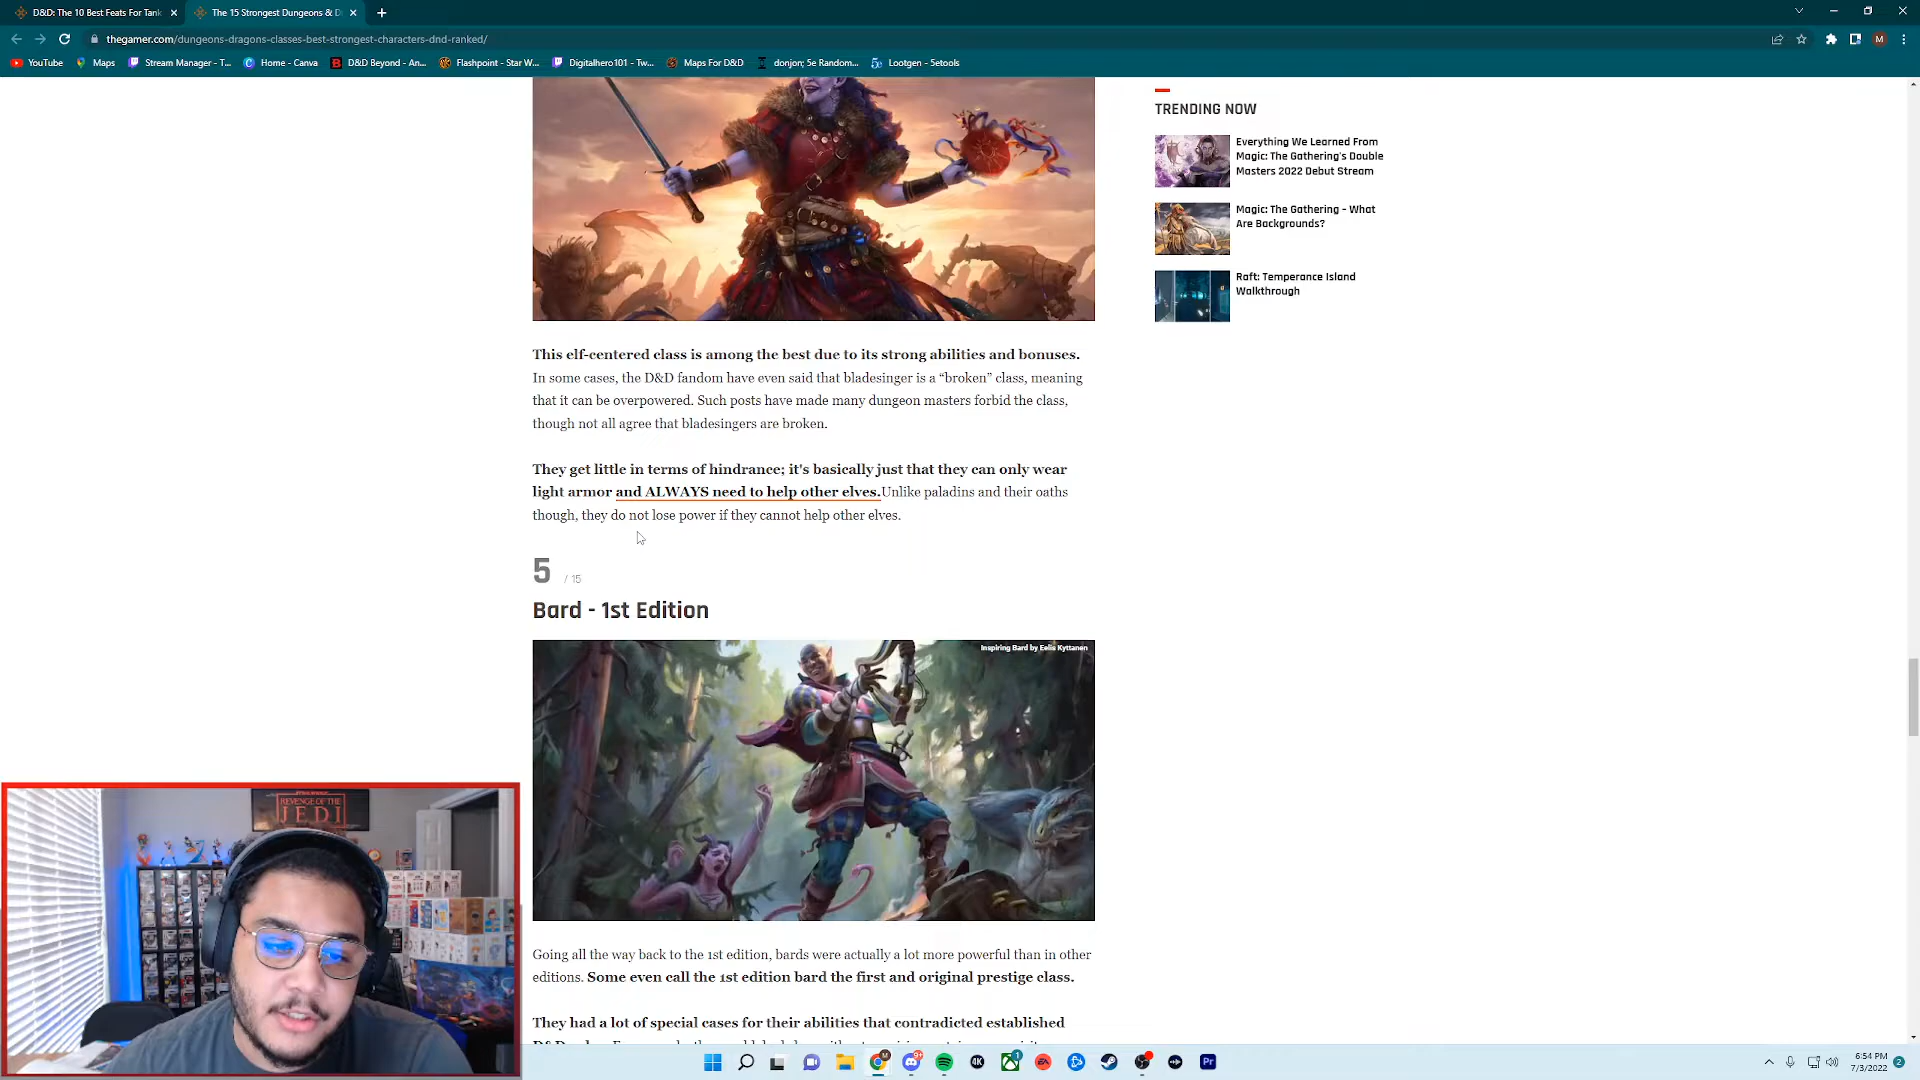 D&D: The 10 Best Feats For Tank
The 15 Strongest Dungeons & D
thegamer.com/dungeons-dragons-classes-best-strongest-characters-dnd-ranked/
M
YouTube
Maps
Stream Manager - T...
Home - Canva
D&D Beyond - An...
Flashpoint - Star W...
Digitalhero101 - Tw...
Maps For D&D
donjon; 5e Random...
Lootgen - 5etools
TRENDING NOW
Everything We Learned From
Magic: The Gathering's Double
Masters 2022 Debut Stream
Magic: The Gathering – What
Are Backgrounds?
Raft: Temperance Island
Walkthrough
This elf-centered class is among the best due to its strong abilities and bonuses.
In some cases, the D&D fandom have even said that bladesinger is a “broken” class, meaning
that it can be overpowered. Such posts have made many dungeon masters forbid the class,
though not all agree that bladesingers are broken.
They get little in terms of hindrance; it's basically just that they can only wear
light armor and ALWAYS need to help other elves.Unlike paladins and their oaths
though, they do not lose power if they cannot help other elves.
5 / 15
Bard - 1st Edition
Inspiring Bard by Eelis Kyttanen
Going all the way back to the 1st edition, bards were actually a lot more powerful than in other
editions. Some even call the 1st edition bard the first and original prestige class.
They had a lot of special cases for their abilities that contradicted established
REVENGE OF THE
JEDI
4K
EA
Pr
6:54 PM
7/3/2022
2